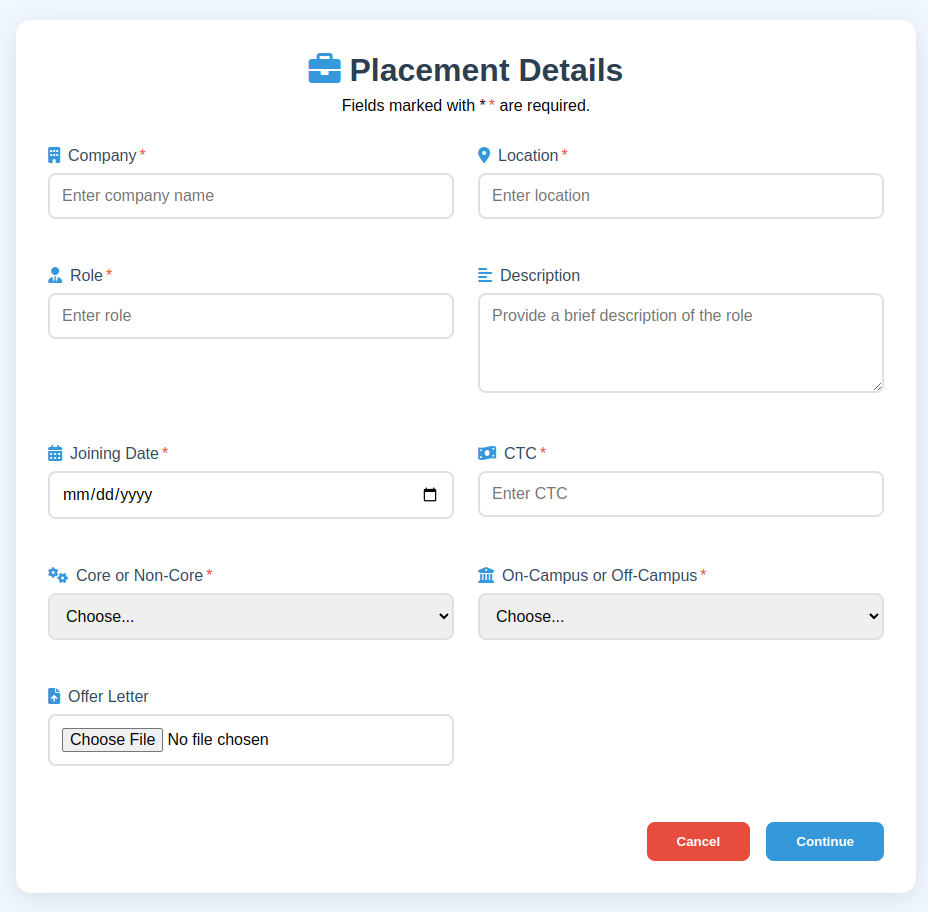 Placement Details
Fields marked with ** are required.
Company*
Location*
Enter company name
Enter location
Role*
Description
Enter role
Provide a brief description of the role
Joining Date*
CTC*
mm/dd/yyyy
Enter CTC
Core or Non-Core*
On-Campus or Off-Campus*
Choose...
Choose...
Offer Letter
Choose File No file chosen
Cancel
Continue